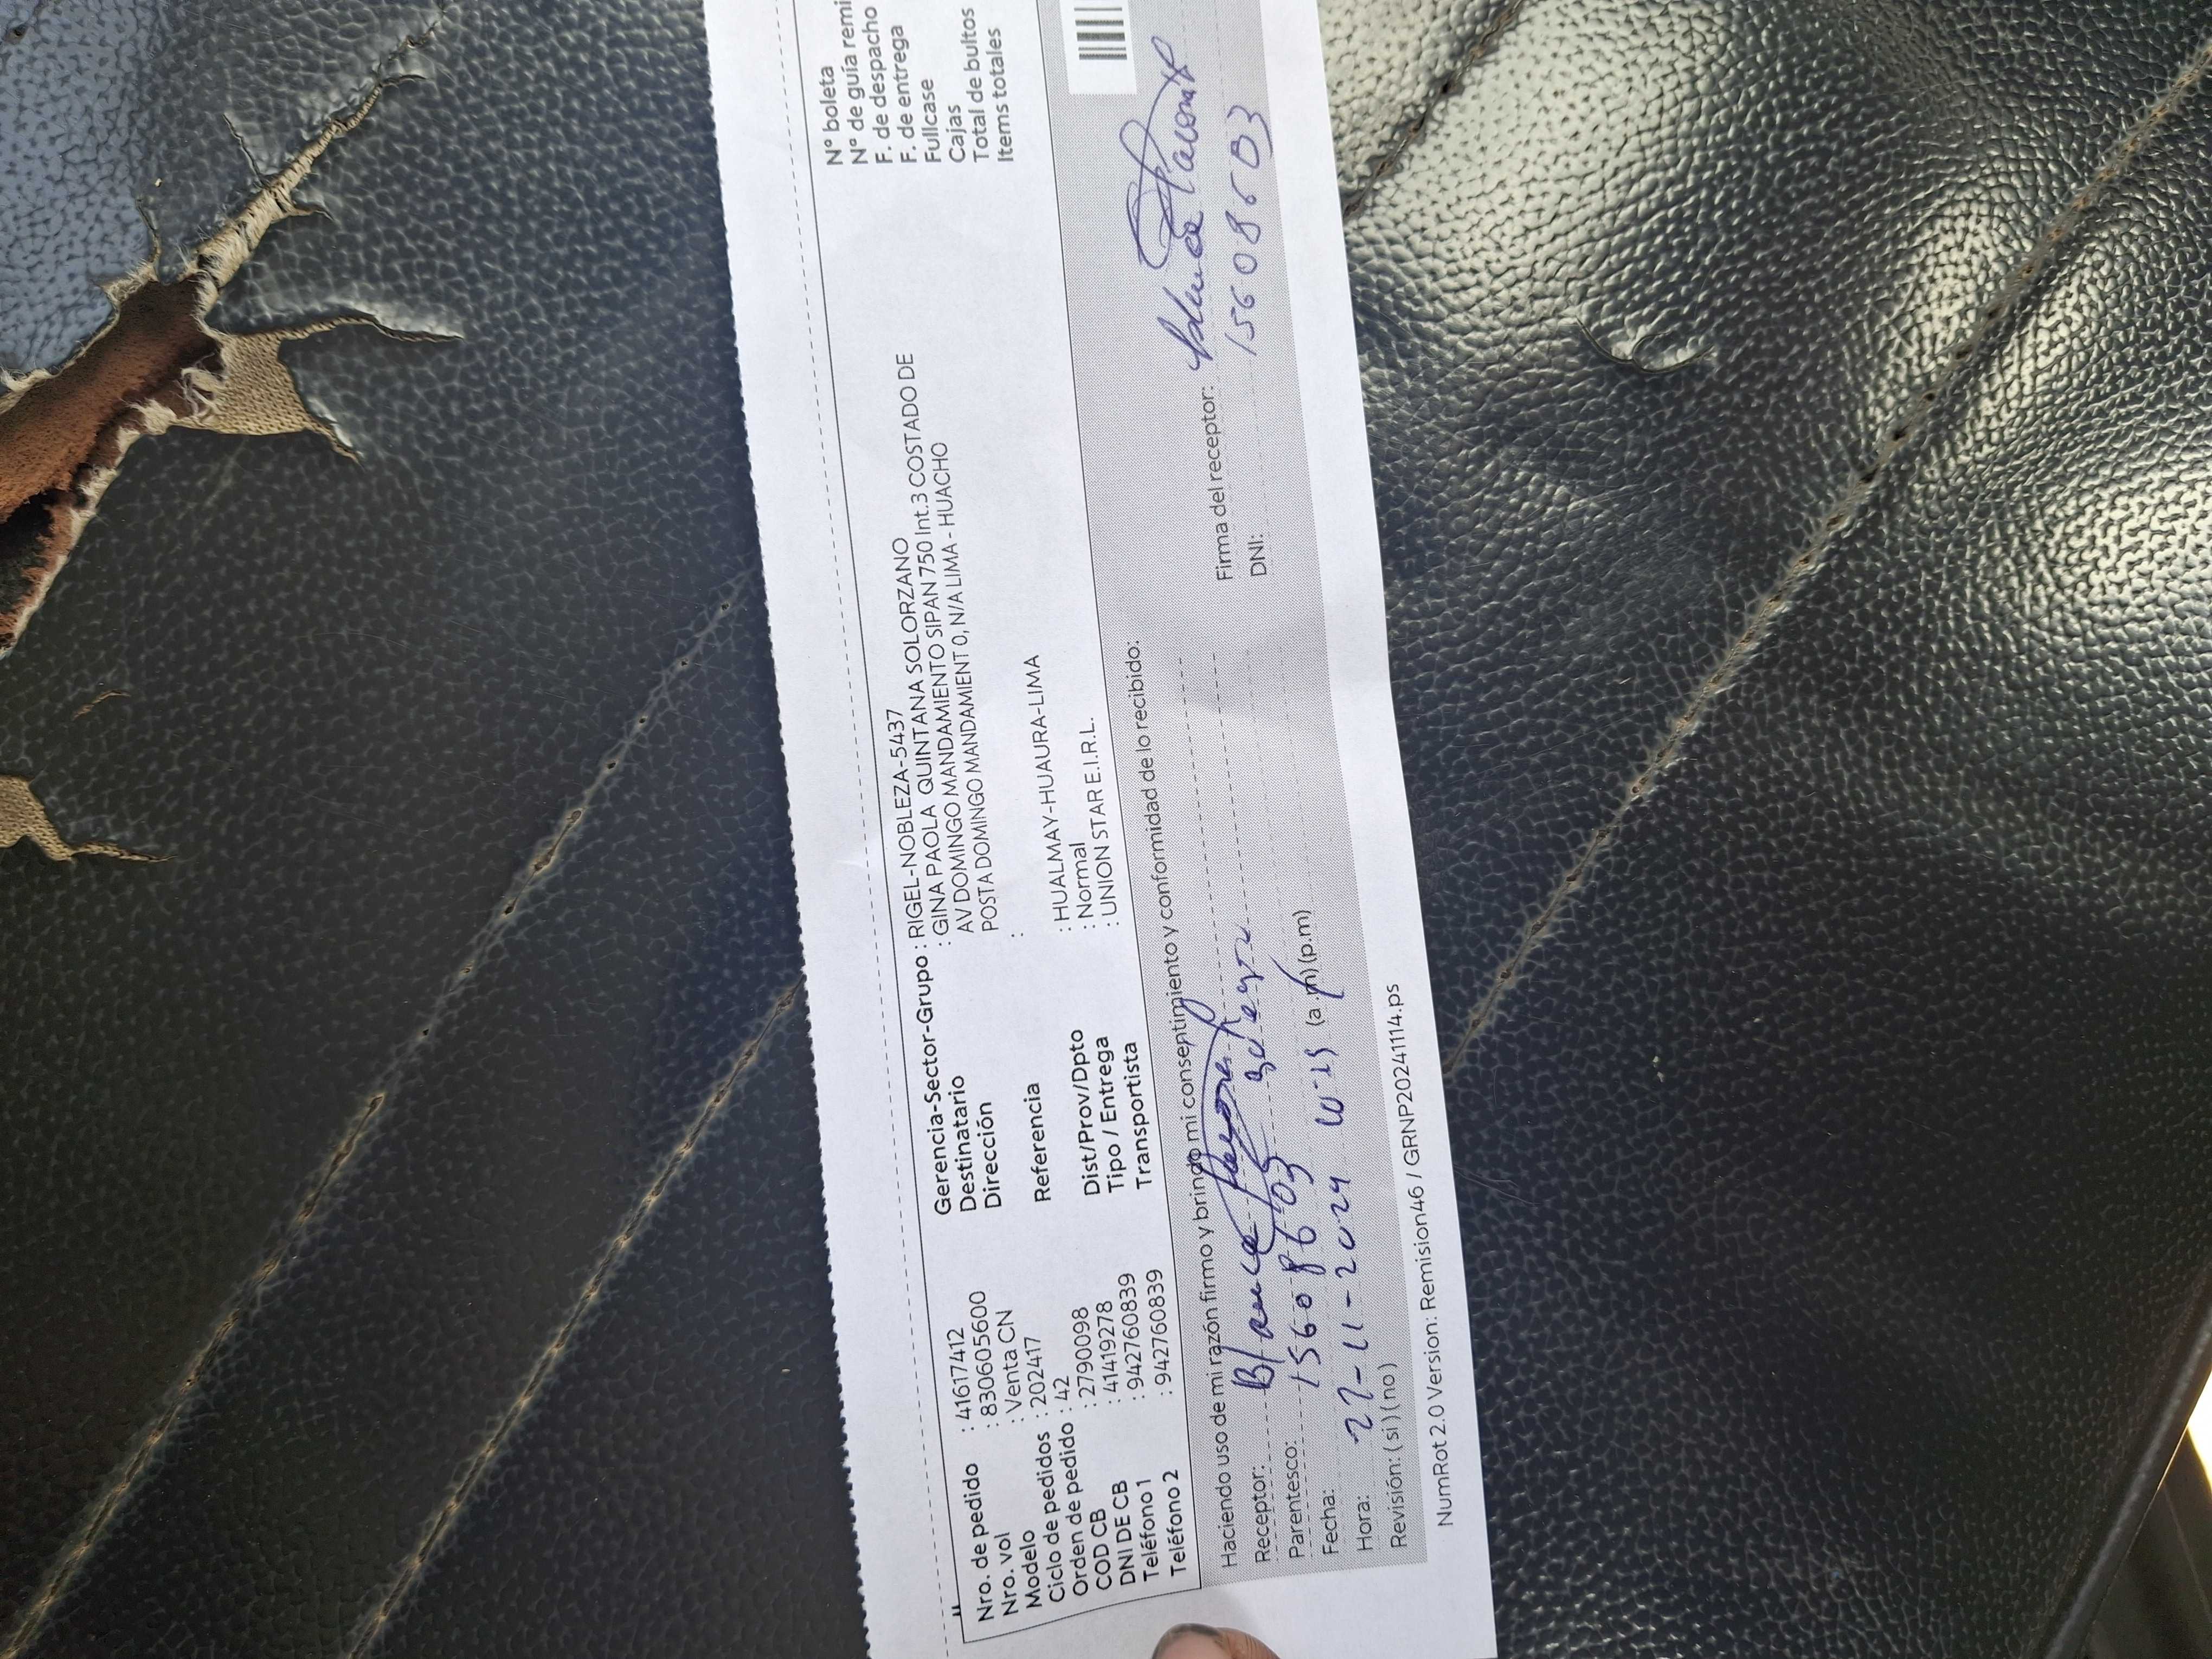 Nro. de pedido : 41617412
Nro. vol : 830605600
Modelo : Venta CN
Ciclo de pedidos : 202417
Orden de pedido : 42
COD CB : 2790098
DNI DE CB : 41419278
Teléfono 1 : 942760839
Teléfono 2 : 942760839
Gerencia-Sector-Grupo : RIGEL-NOBLEZA-5437
Destinatario : GINA PAOLA QUINTANA SOLORZANO
Dirección AV DOMINGO MANDAMIENTO SIPAN 750 Int.3 COSTADO DE
POSTA DOMINGO MANDAMIENT 0, N/A LIMA - HUACHO
Referencia :
Dist/Prov/Dpto : HUALMAY-HUAURA-LIMA
Tipo / Entrega : Normal
Transportista : UNION STAR E.I.R.L.
N° boleta
N° de guía remi
F. de despacho
F. de entrega
Fullcase
Cajas
Total de bultos
Items totales
Haciendo uso de mi razón firmo y brindo mi conseptimiento y conformidad de lo recibido:
Receptor: Blanca
Parentesco: 15608603
Fecha: 27-11-2024
Hora: 10-15 (a.m) (p.m)
Revisión: (si) (no)
Firma del receptor: Blanca
DNI: 15608603
NumRot 2.0 Version: Remision46 / GRNP220241114.ps